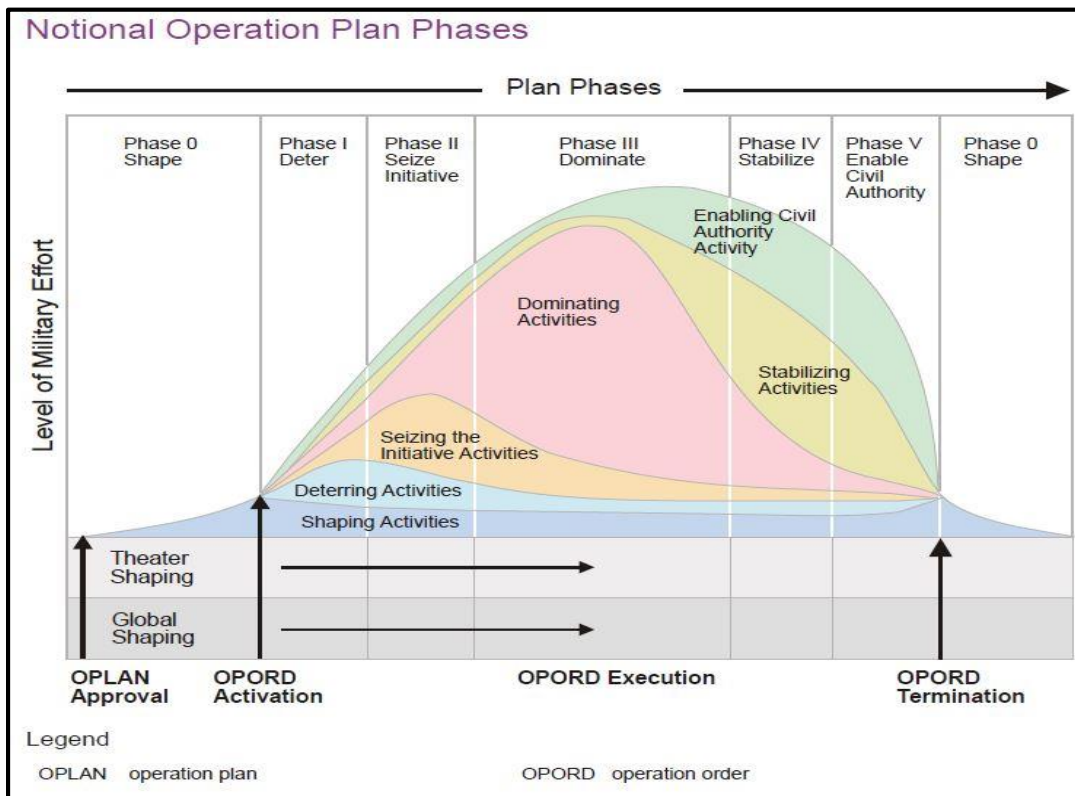 Notional Operation Plan Phases
Plan Phases
Phase 0
Shape
Phase I
Deter
Phase II
Seize
Initiative
Phase III
Dominate
Phase IV
Stabilize
Phase V
Enable
Civil
Authority
Phase 0
Shape
Level of Military Effort
Enabling Civil
Authority
Activity
Dominating
Activities
Stabilizing
Activities
Seizing the
Initiative Activities
Deterring Activities
Shaping Activities
Theater
Shaping
Global
Shaping
OPLAN
Approval
OPORD
Activation
OPORD Execution
OPORD
Termination
Legend
OPLAN operation plan
OPORD operation order